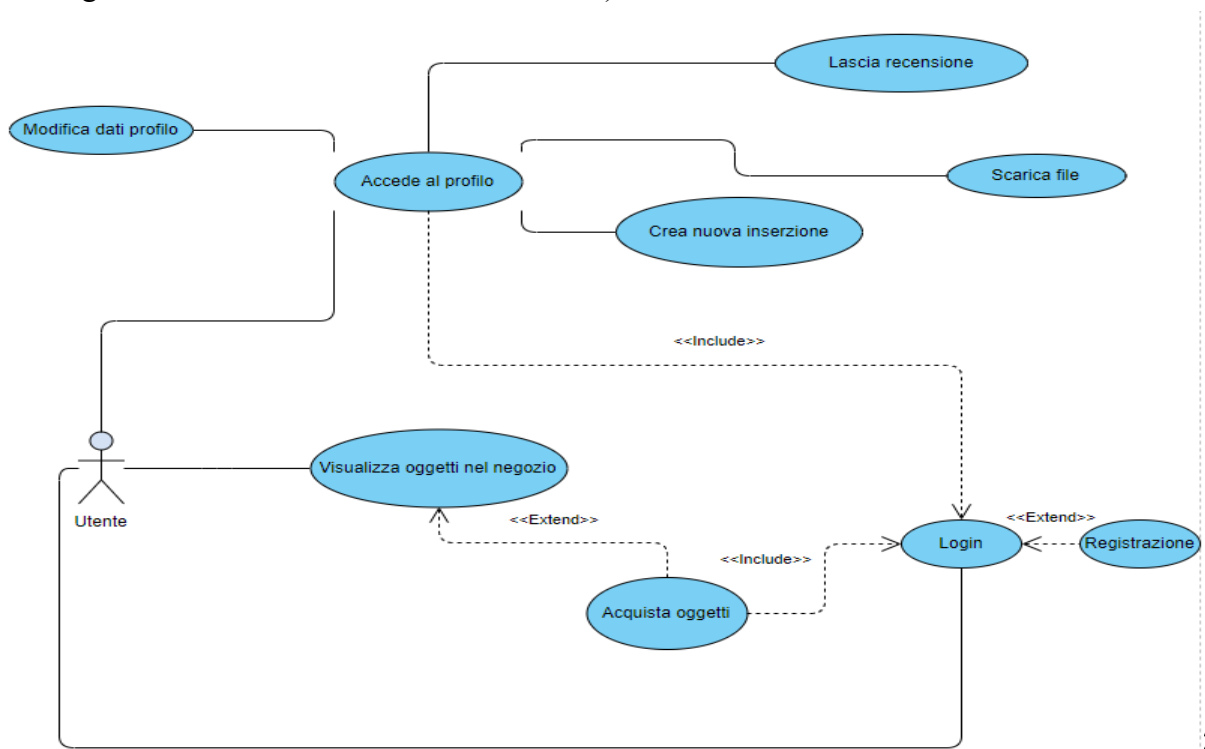 Lascia recensione
Modifica dati profilo
Accede al profilo
Scarica file
Crea nuova inserzione
<<Include>>
Visualizza oggetti nel negozio
Utente
<<Extend>>
<<Extend>>
Login
Registrazione
<<Include>>
Acquista oggetti